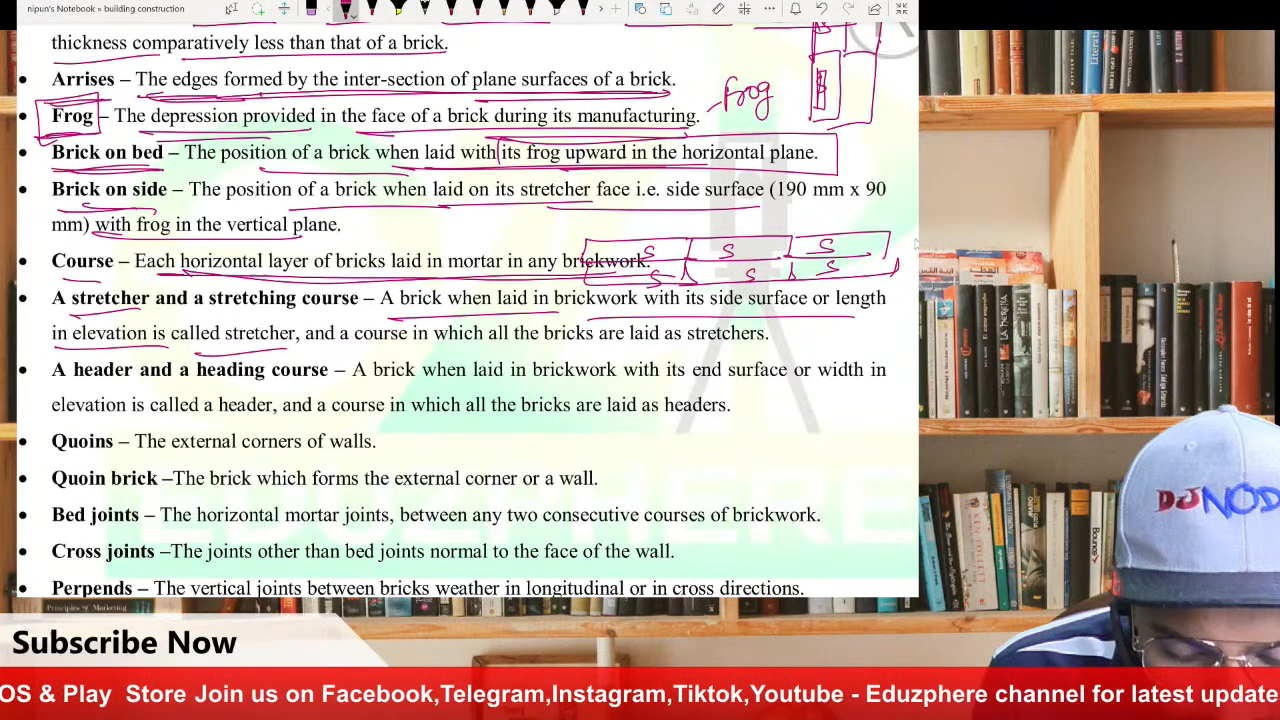 nipun's Notebook » building construction
thickness comparatively less than that of a brick.
• Arrises – The edges formed by the inter-section of plane surfaces of a brick.
Frog
• Frog – The depression provided in the face of a brick during its manufacturing.
• Brick on bed – The position of a brick when laid with its frog upward in the horizontal plane.
• Brick on side – The position of a brick when laid on its stretcher face i.e. side surface (190 mm x 90
mm) with frog in the vertical plane.
S S S
• Course – Each horizontal layer of bricks laid in mortar in any brickwork.
S S S
• A stretcher and a stretching course – A brick when laid in brickwork with its side surface or length
in elevation is called stretcher, and a course in which all the bricks are laid as stretchers.
• A header and a heading course – A brick when laid in brickwork with its end surface or width in
elevation is called a header, and a course in which all the bricks are laid as headers.
• Quoins – The external corners of walls.
• Quoin brick –The brick which forms the external corner or a wall.
• Bed joints – The horizontal mortar joints, between any two consecutive courses of brickwork.
• Cross joints –The joints other than bed joints normal to the face of the wall.
• Perpends – The vertical joints between bricks weather in longitudinal or in cross directions.
DJNOD
Principles of Marketing
Bounce
Subscribe Now
OS & Play Store Join us on Facebook,Telegram,Instagram,Tiktok,Youtube - Eduzphere channel for latest update